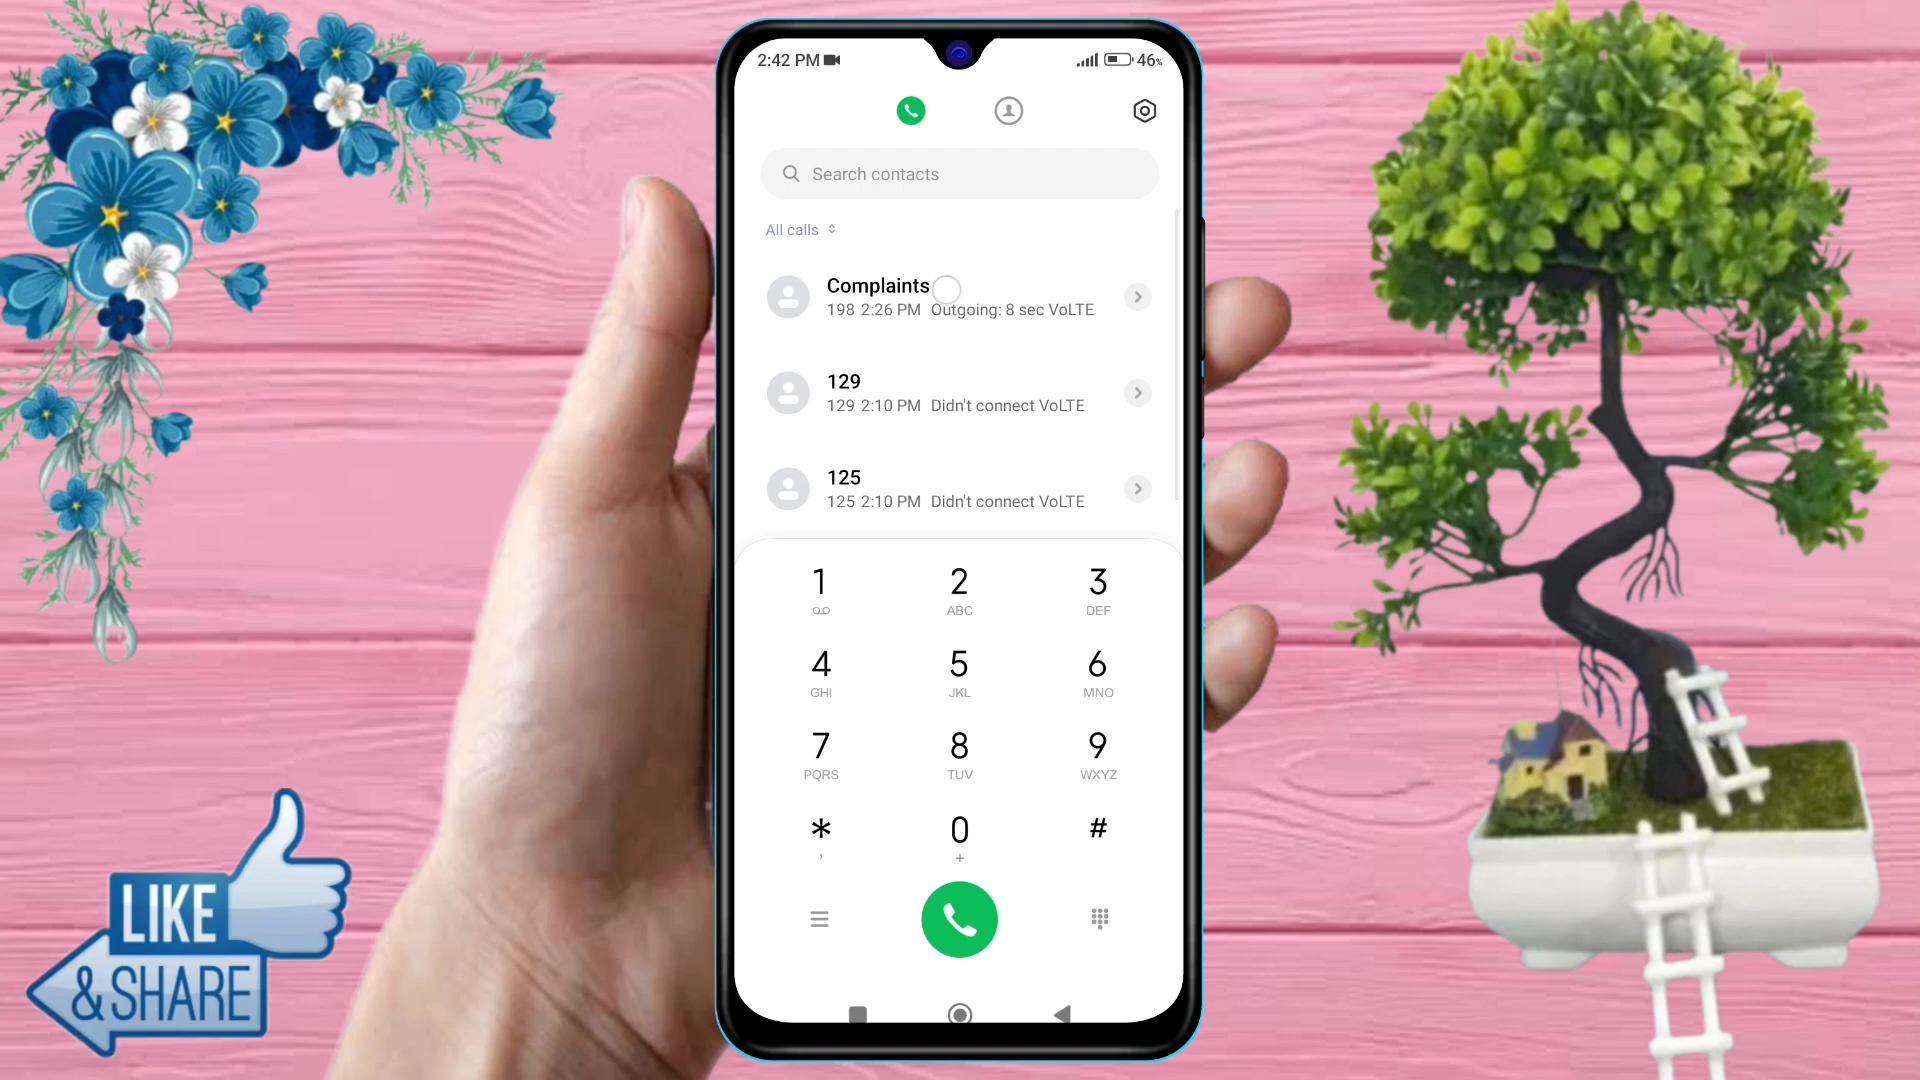 2:42 PM
46%
Search contacts
All calls
Complaints
198 2:26 PM Outgoing: 8 sec VoLTE
129
129 2:10 PM Didn't connect VoLTE
125
125 2:10 PM Didn't connect VoLTE
1 2 3
ABC DEF
4 5 6
GHI JKL MNO
7 8 9
PQRS TUV WXYZ
* 0 #
, +
LIKE
& SHARE